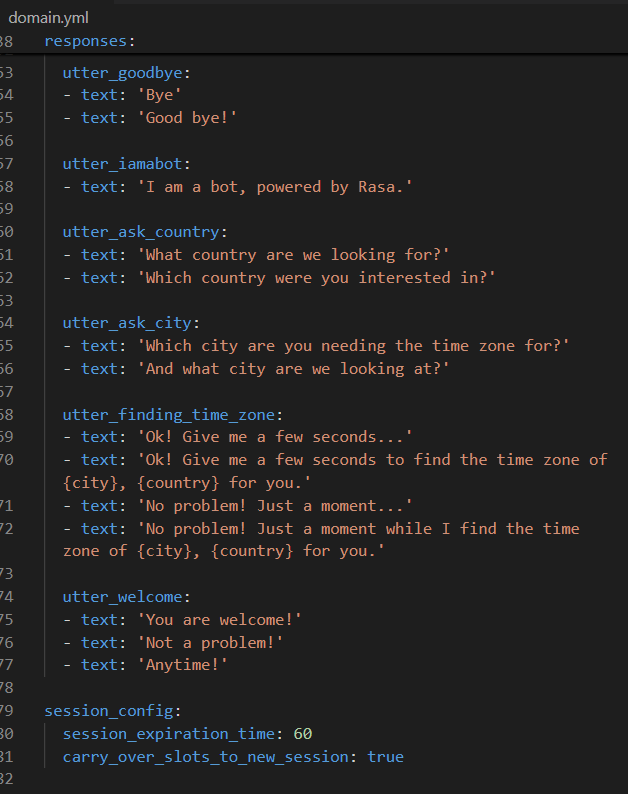 domain.yml
38 responses:
53 utter_goodbye:
54 - text: 'Bye'
55 - text: 'Good bye!'
56
57 utter_iamabot:
58 - text: 'I am a bot, powered by Rasa.'
59
60 utter_ask_country:
61 - text: 'What country are we looking for?'
62 - text: 'Which country were you interested in?'
63
64 utter_ask_city:
65 - text: 'Which city are you needing the time zone for?'
66 - text: 'And what city are we looking at?'
67
68 utter_finding_time_zone:
69 - text: 'Ok! Give me a few seconds...'
70 - text: 'Ok! Give me a few seconds to find the time zone of
{city}, {country} for you.'
71 - text: 'No problem! Just a moment...'
72 - text: 'No problem! Just a moment while I find the time
zone of {city}, {country} for you.'
73
74 utter_welcome:
75 - text: 'You are welcome!'
76 - text: 'Not a problem!'
77 - text: 'Anytime!'
78
79 session_config:
80 session_expiration_time: 60
81 carry_over_slots_to_new_session: true
82